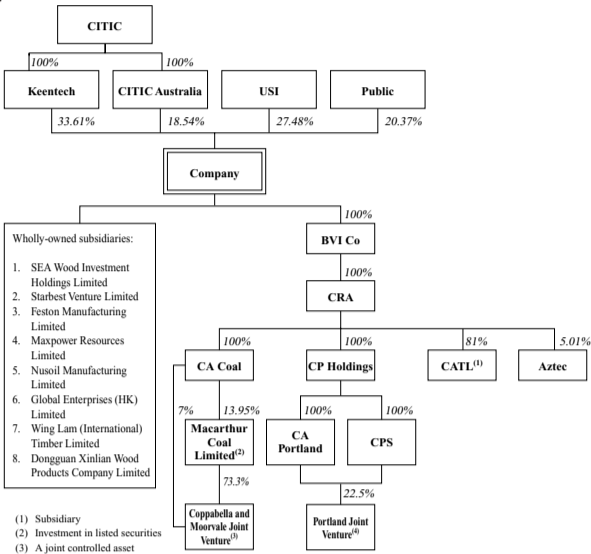 CITIC
100%
100%
Keentech
CITIC Australia
USI
Public
33.61%
18.54%
27.48%
20.37%
Company
100%
Wholly-owned subsidiaries:
1. SEA Wood Investment
Holdings Limited
2. Starbest Venture Limited
3. Feston Manufacturing
Limited
4. Maxpower Resources
Limited
5. Nusoil Manufacturing
Limited
6. Global Enterprises (HK)
Limited
7. Wing Lam (International)
Timber Limited
8. Dongguan Xinlian Wood
Products Company Limited
BVI Co
100%
CRA
100%
100%
81%
5.01%
CA Coal
CP Holdings
CATL(1)
Aztec
7%
13.95%
100%
100%
Macarthur
Coal
Limited(2)
CA
Portland
CPS
73.3%
22.5%
Coppabella and
Moorvale Joint
Venture(3)
Portland Joint
Venture(4)
(1) Subsidiary
(2) Investment in listed securities
(3) A joint controlled asset